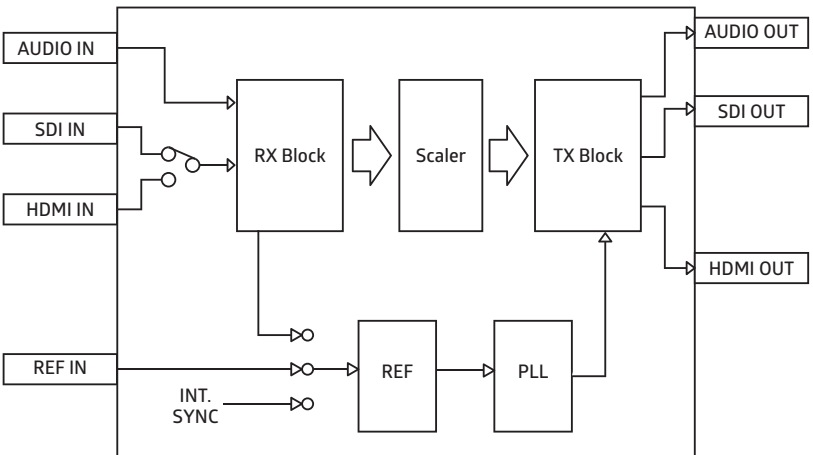 AUDIO IN
AUDIO OUT
SDI IN
SDI OUT
RX Block
Scaler
TX Block
HDMI IN
HDMI OUT
REF IN
REF
PLL
INT.
SYNC